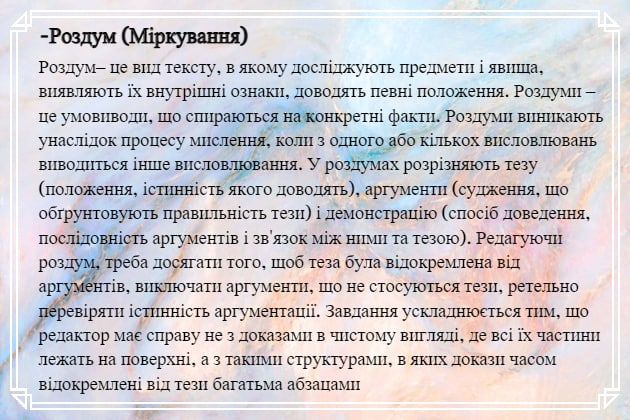 -Роздум (Міркування)
Роздум– це вид тексту, в якому досліджують предмети і явища,
виявляють їх внутрішні ознаки, доводять певні положення. Роздуми –
це умовиводи, що спираються на конкретні факти. Роздуми виникають
унаслідок процесу мислення, коли з одного або кількох висловлювань
виводиться інше висловлювання. У роздумах розрізняють тезу
(положення, істинність якого доводять), аргументи (судження, що
обґрунтовують правильність тези) і демонстрацію (спосіб доведення,
послідовність аргументів і зв'язок між ними та тезою). Редагуючи
роздум, треба досягати того, щоб теза була відокремлена від
аргументів, виключати аргументи, що не стосуються тези, ретельно
перевіряти істинність аргументації. Завдання ускладнюється тим, що
редактор має справу не з доказами в чистому вигляді, де всі їх частини
лежать на поверхні, а з такими структурами, в яких докази часом
відокремлені від тези багатьма абзацами